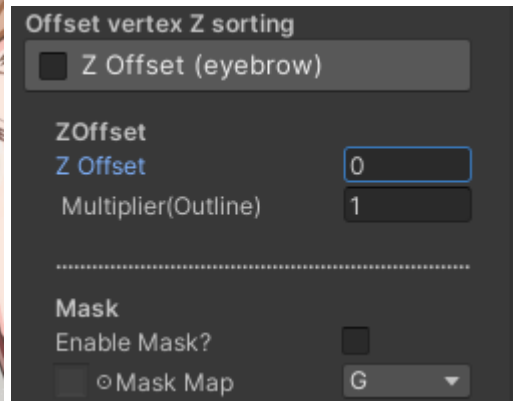 Offset vertex Z sorting
Z Offset (eyebrow)
ZOffset
Z Offset 0
Multiplier(Outline) 1
Mask
Enable Mask?
Mask Map G